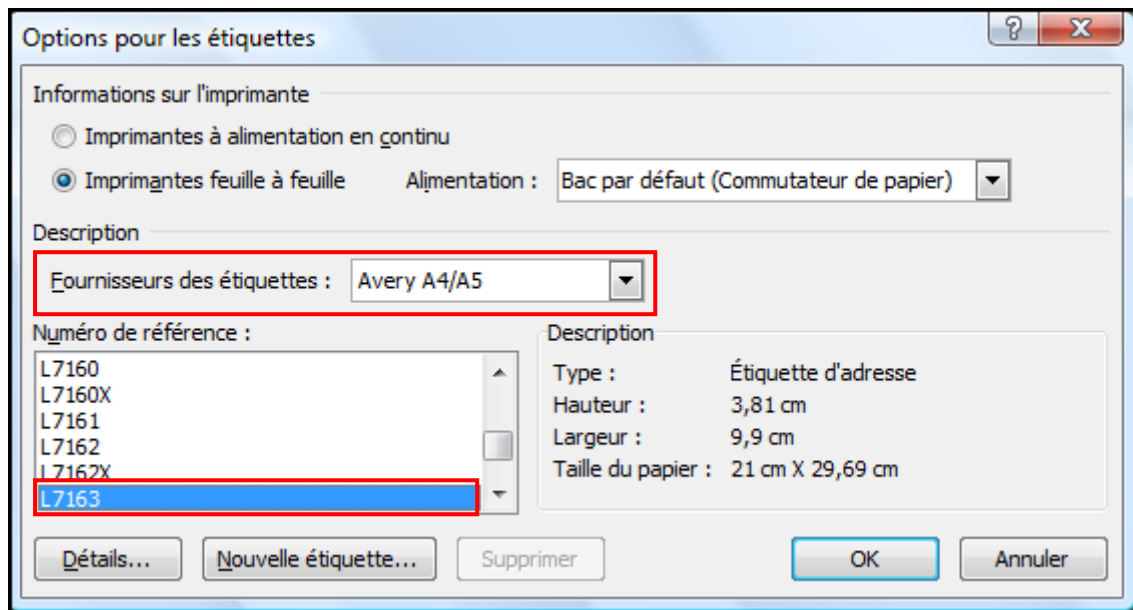 Options pour les étiquettes
Informations sur l'imprimante
Imprimantes à alimentation en continu
Imprimantes feuille à feuille Alimentation : Bac par défaut (Commutateur de papier)
Description
Fournisseurs des étiquettes : Avery A4/A5
Numéro de référence :
L7160
L7160X
L7161
L7162
L7162X
L7163
Description
Type : Étiquette d'adresse
Hauteur : 3,81 cm
Largeur : 9,9 cm
Taille du papier : 21 cm X 29,69 cm
Détails... Nouvelle étiquette... Supprimer OK Annuler